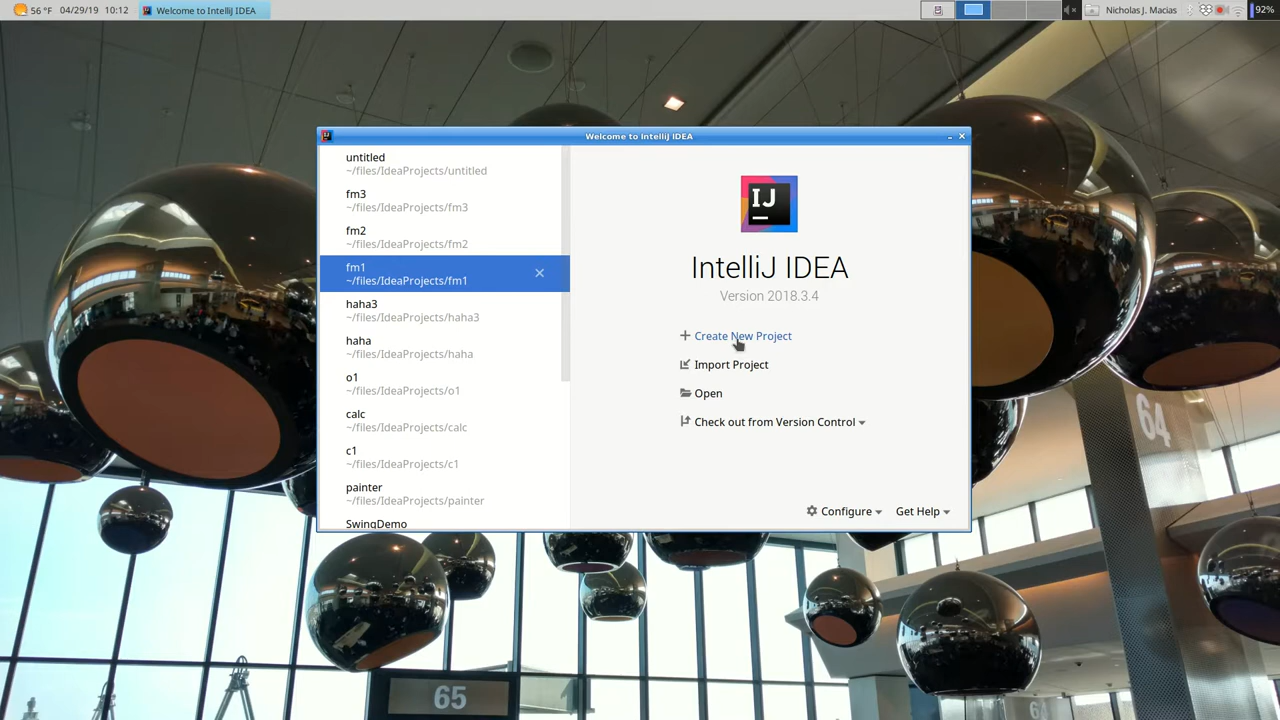 56 °F 04/29/19 10:12 Welcome to IntelliJ IDEA
Nicholas J. Macias 92%
Welcome to IntelliJ IDEA
untitled
~/files/IdeaProjects/untitled
fm3
~/files/IdeaProjects/fm3
fm2
~/files/IdeaProjects/fm2
fm1
~/files/IdeaProjects/fm1
haha3
~/files/IdeaProjects/haha3
haha
~/files/IdeaProjects/haha
o1
~/files/IdeaProjects/o1
calc
~/files/IdeaProjects/calc
c1
~/files/IdeaProjects/c1
painter
~/files/IdeaProjects/painter
SwingDemo
IJ
IntelliJ IDEA
Version 2018.3.4
Create New Project
Import Project
Open
Check out from Version Control
Configure
Get Help
64
65
64